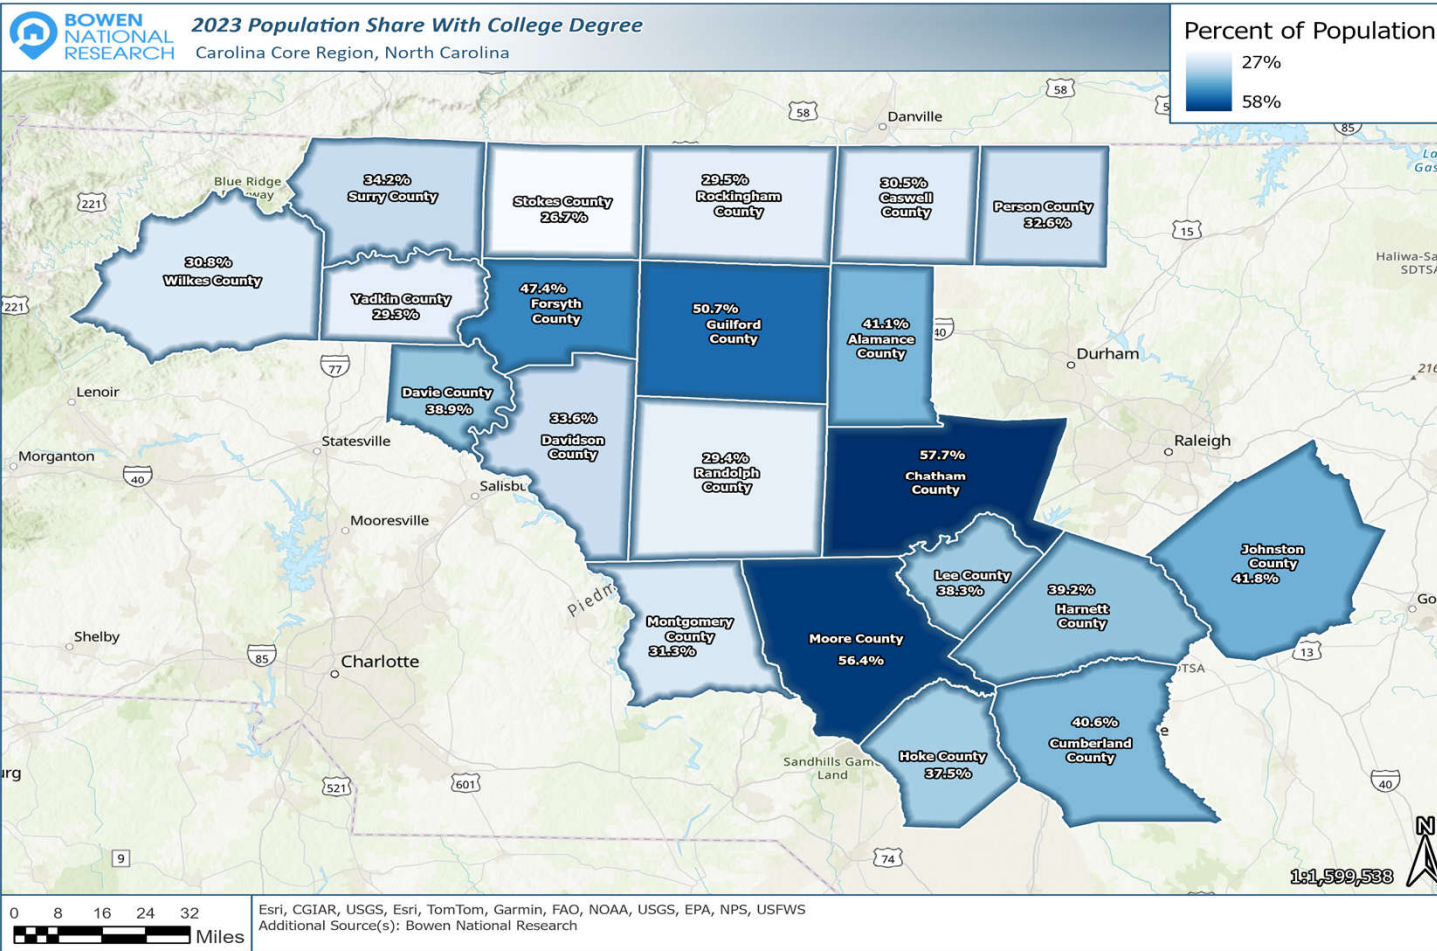 BOWEN
NATIONAL
RESEARCH
2023 Population Share With College Degree
Carolina Core Region, North Carolina
Percent of Population
27%
58%
58
58
85
Danville
Blue Ridge
way
221
34.2%
Surry County
Stokes County
26.7%
29.5%
Rockingham
County
30.5%
Caswell
County
Person County
32.6%
15
Haliwa-Sa
SDTSA
30.8%
Wilkes County
221
Yadkin County
29.3%
47.4%
Forsyth
County
50.7%
Guilford
County
41.1%
Alamance
County
40
Durham
77
Lenoir
Davie County
38.9%
33.6%
Davidson
County
216
Statesville
Morganton
40
Salisbu
29.4%
Randolph
County
57.7%
Chatham
County
Raleigh
Mooresville
Johnston
County
41.8%
Lee County
38.3%
39.2%
Harnett
County
Piedm
Montgomery
County
31.3%
Moore County
56.4%
Go
Shelby
85
Charlotte
13
TSA
40.6%
Cumberland
County
e
Hoke County
37.5%
Sandhills Game
Land
urg
521
601
40
9
74
N
1:1,599,538
0 8 16 24 32
Miles
Esri, CGIAR, USGS, Esri, TomTom, Garmin, FAO, NOAA, USGS, EPA, NPS, USFWS
Additional Source(s): Bowen National Research